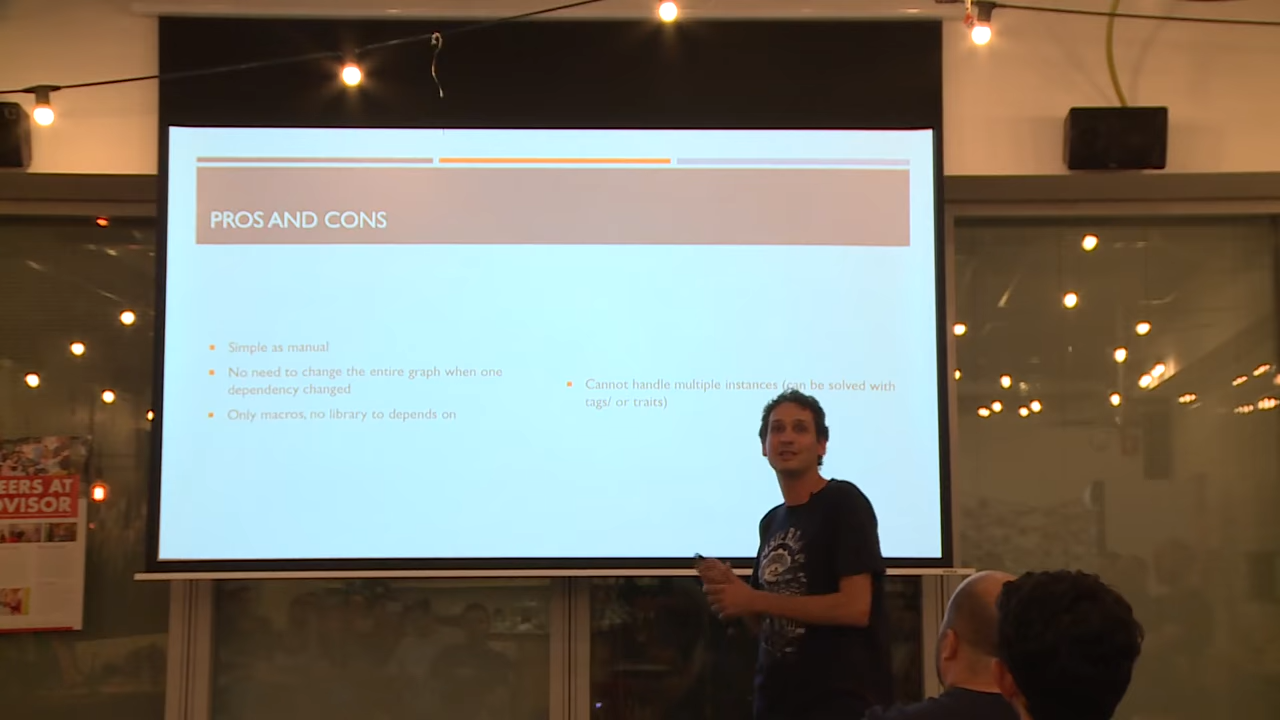 PROS AND CONS
Simple as manual
No need to change the entire graph when one
dependency changed
Only macros, no library to depends on
Cannot handle multiple instances (can be solved with
tags/ or traits)
EERS AT
DVISOR